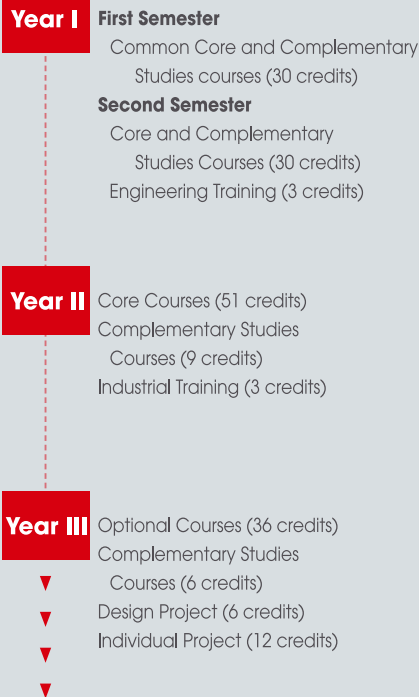 Year I
First Semester
Common Core and Complementary
Studies courses (30 credits)
Second Semester
Core and Complementary
Studies Courses (30 credits)
Engineering Training (3 credits)
Year II
Core Courses (51 credits)
Complementary Studies
Courses (9 credits)
Industrial Training (3 credits)
Year III
Optional Courses (36 credits)
Complementary Studies
Courses (6 credits)
Design Project (6 credits)
Individual Project (12 credits)